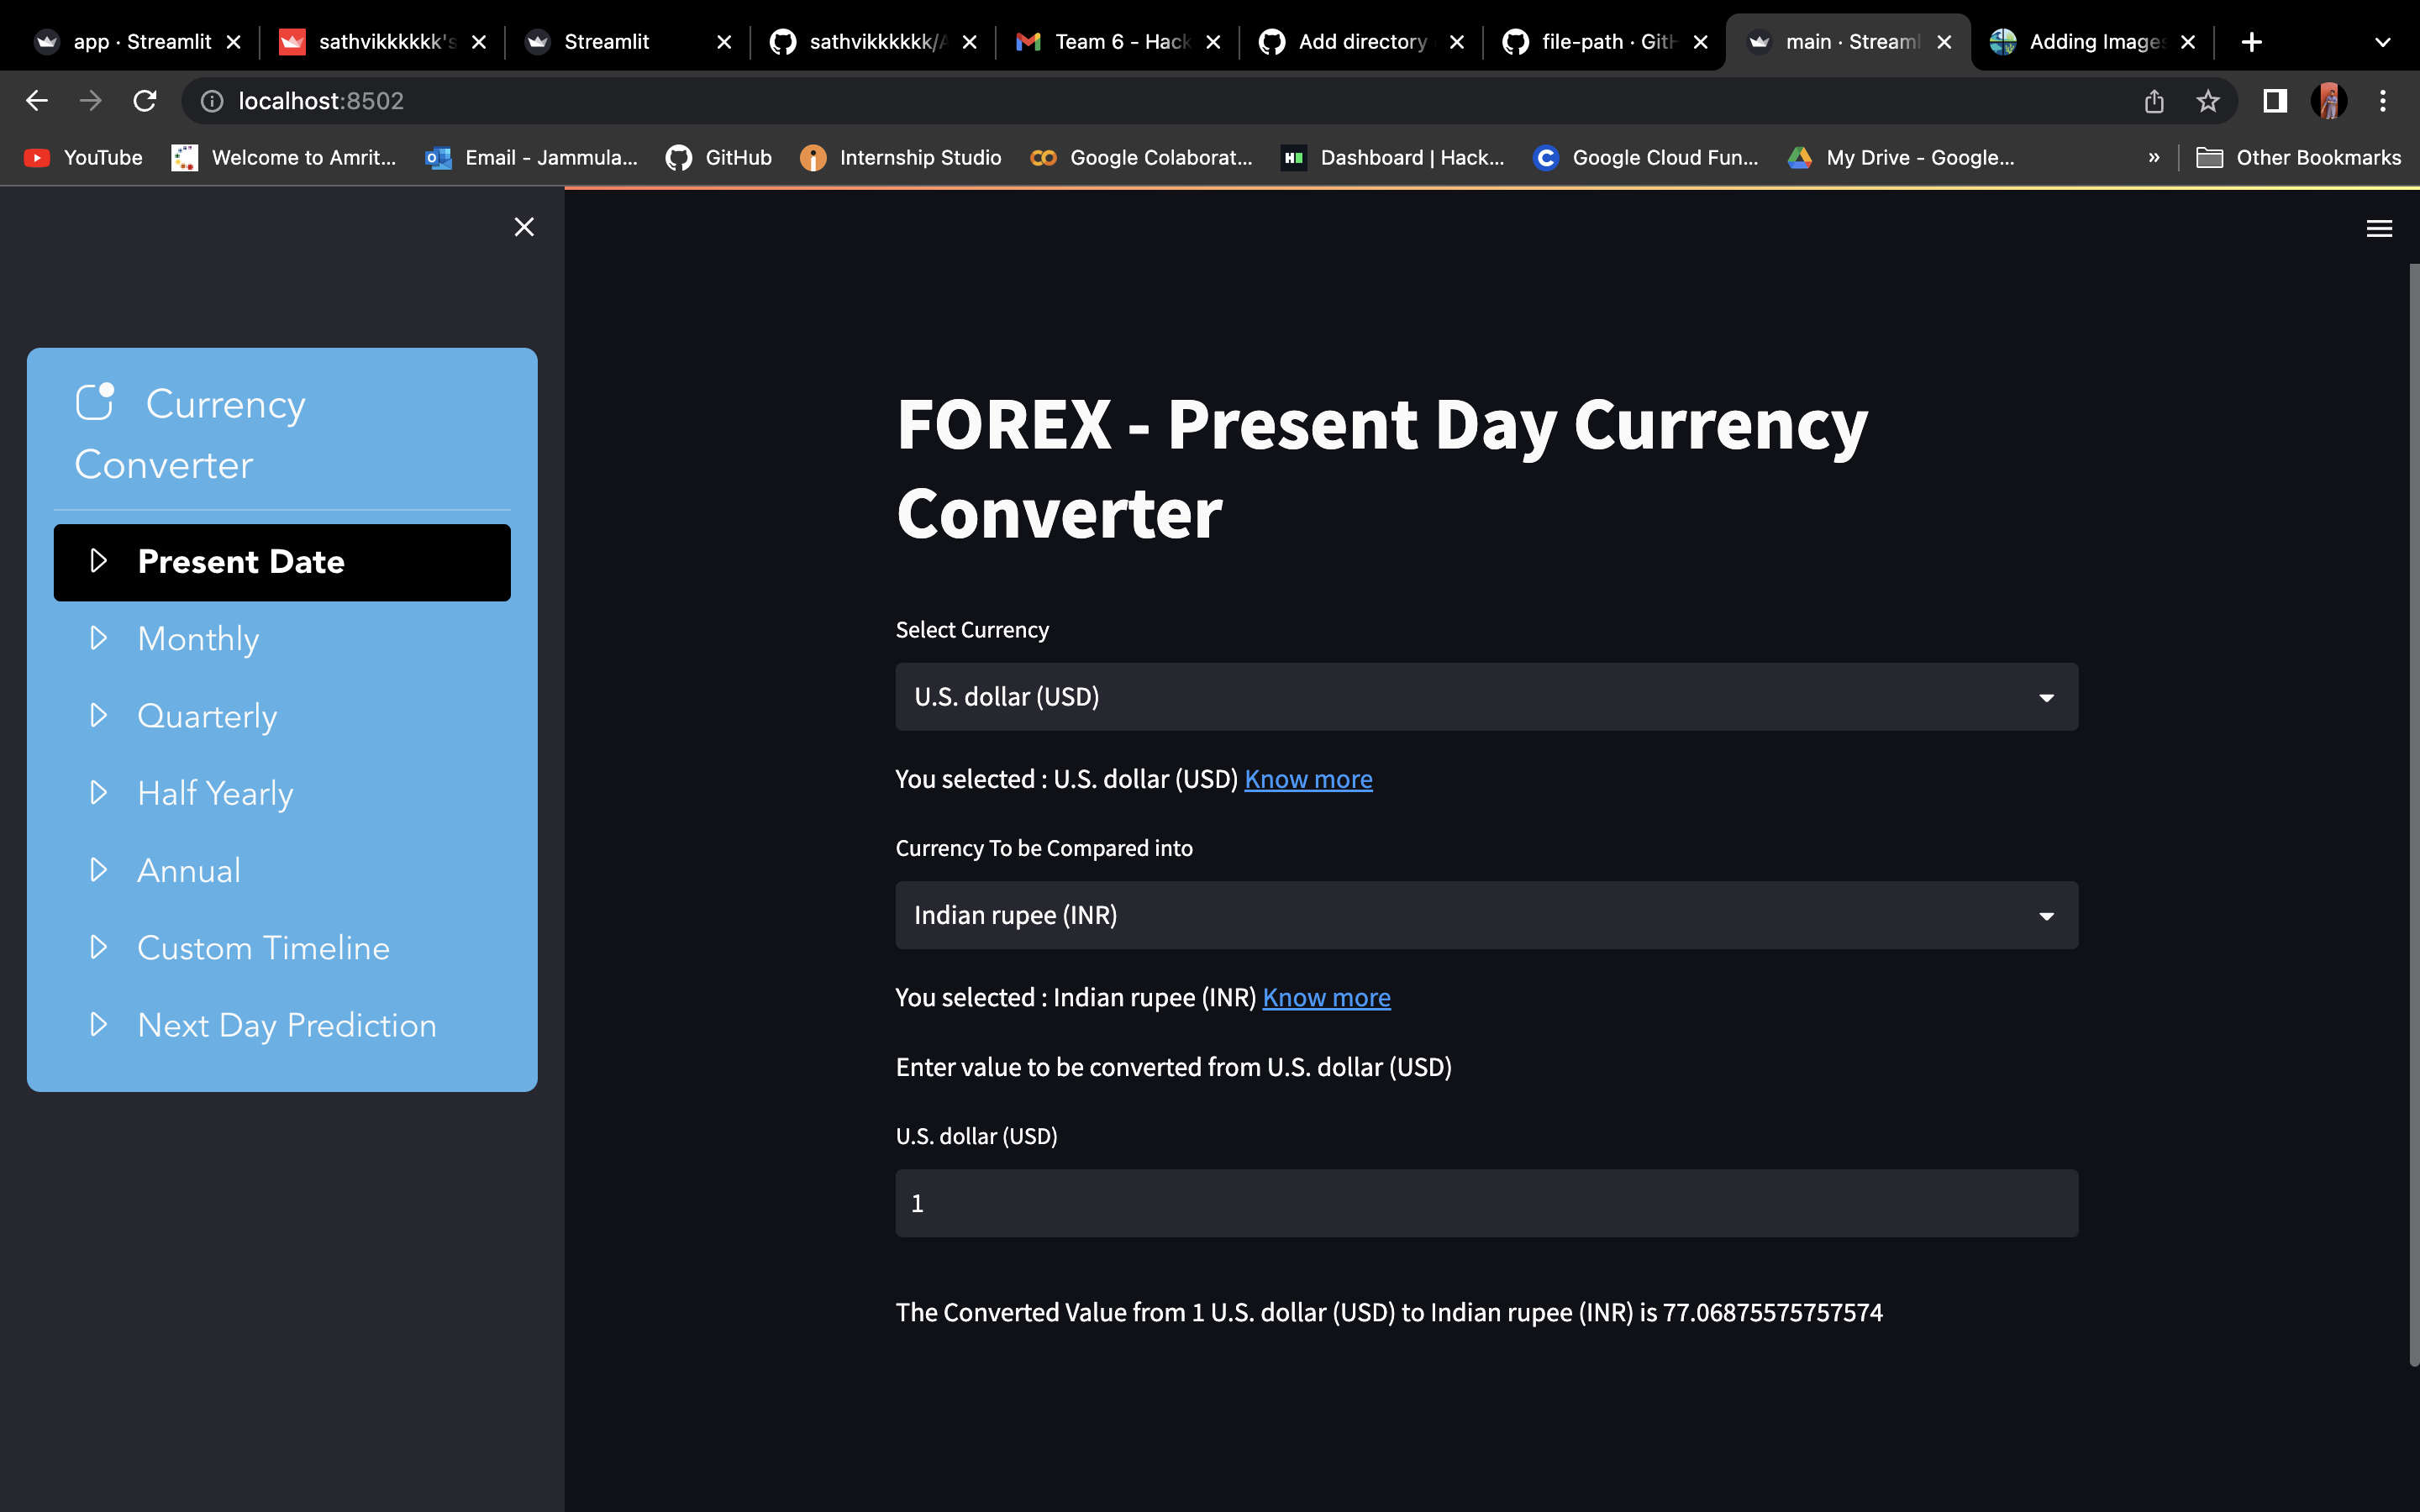 app · Streamlit
sathvikkkkkk's
Streamlit
sathvikkkkkk/A
Team 6 - Hack
Add directory
file-path · GitH
main · Streaml
Adding Images
localhost:8502
YouTube
Welcome to Amrit...
Email - Jammula...
GitHub
Internship Studio
Google Colaborat...
Dashboard | Hack...
Google Cloud Fun...
My Drive - Google...
»
Other Bookmarks
Currency
Converter
Present Date
Monthly
Quarterly
Half Yearly
Annual
Custom Timeline
Next Day Prediction
FOREX - Present Day Currency
Converter
Select Currency
U.S. dollar (USD)
You selected : U.S. dollar (USD) Know more
Currency To be Compared into
Indian rupee (INR)
You selected : Indian rupee (INR) Know more
Enter value to be converted from U.S. dollar (USD)
U.S. dollar (USD)
1
The Converted Value from 1 U.S. dollar (USD) to Indian rupee (INR) is 77.06875575757574